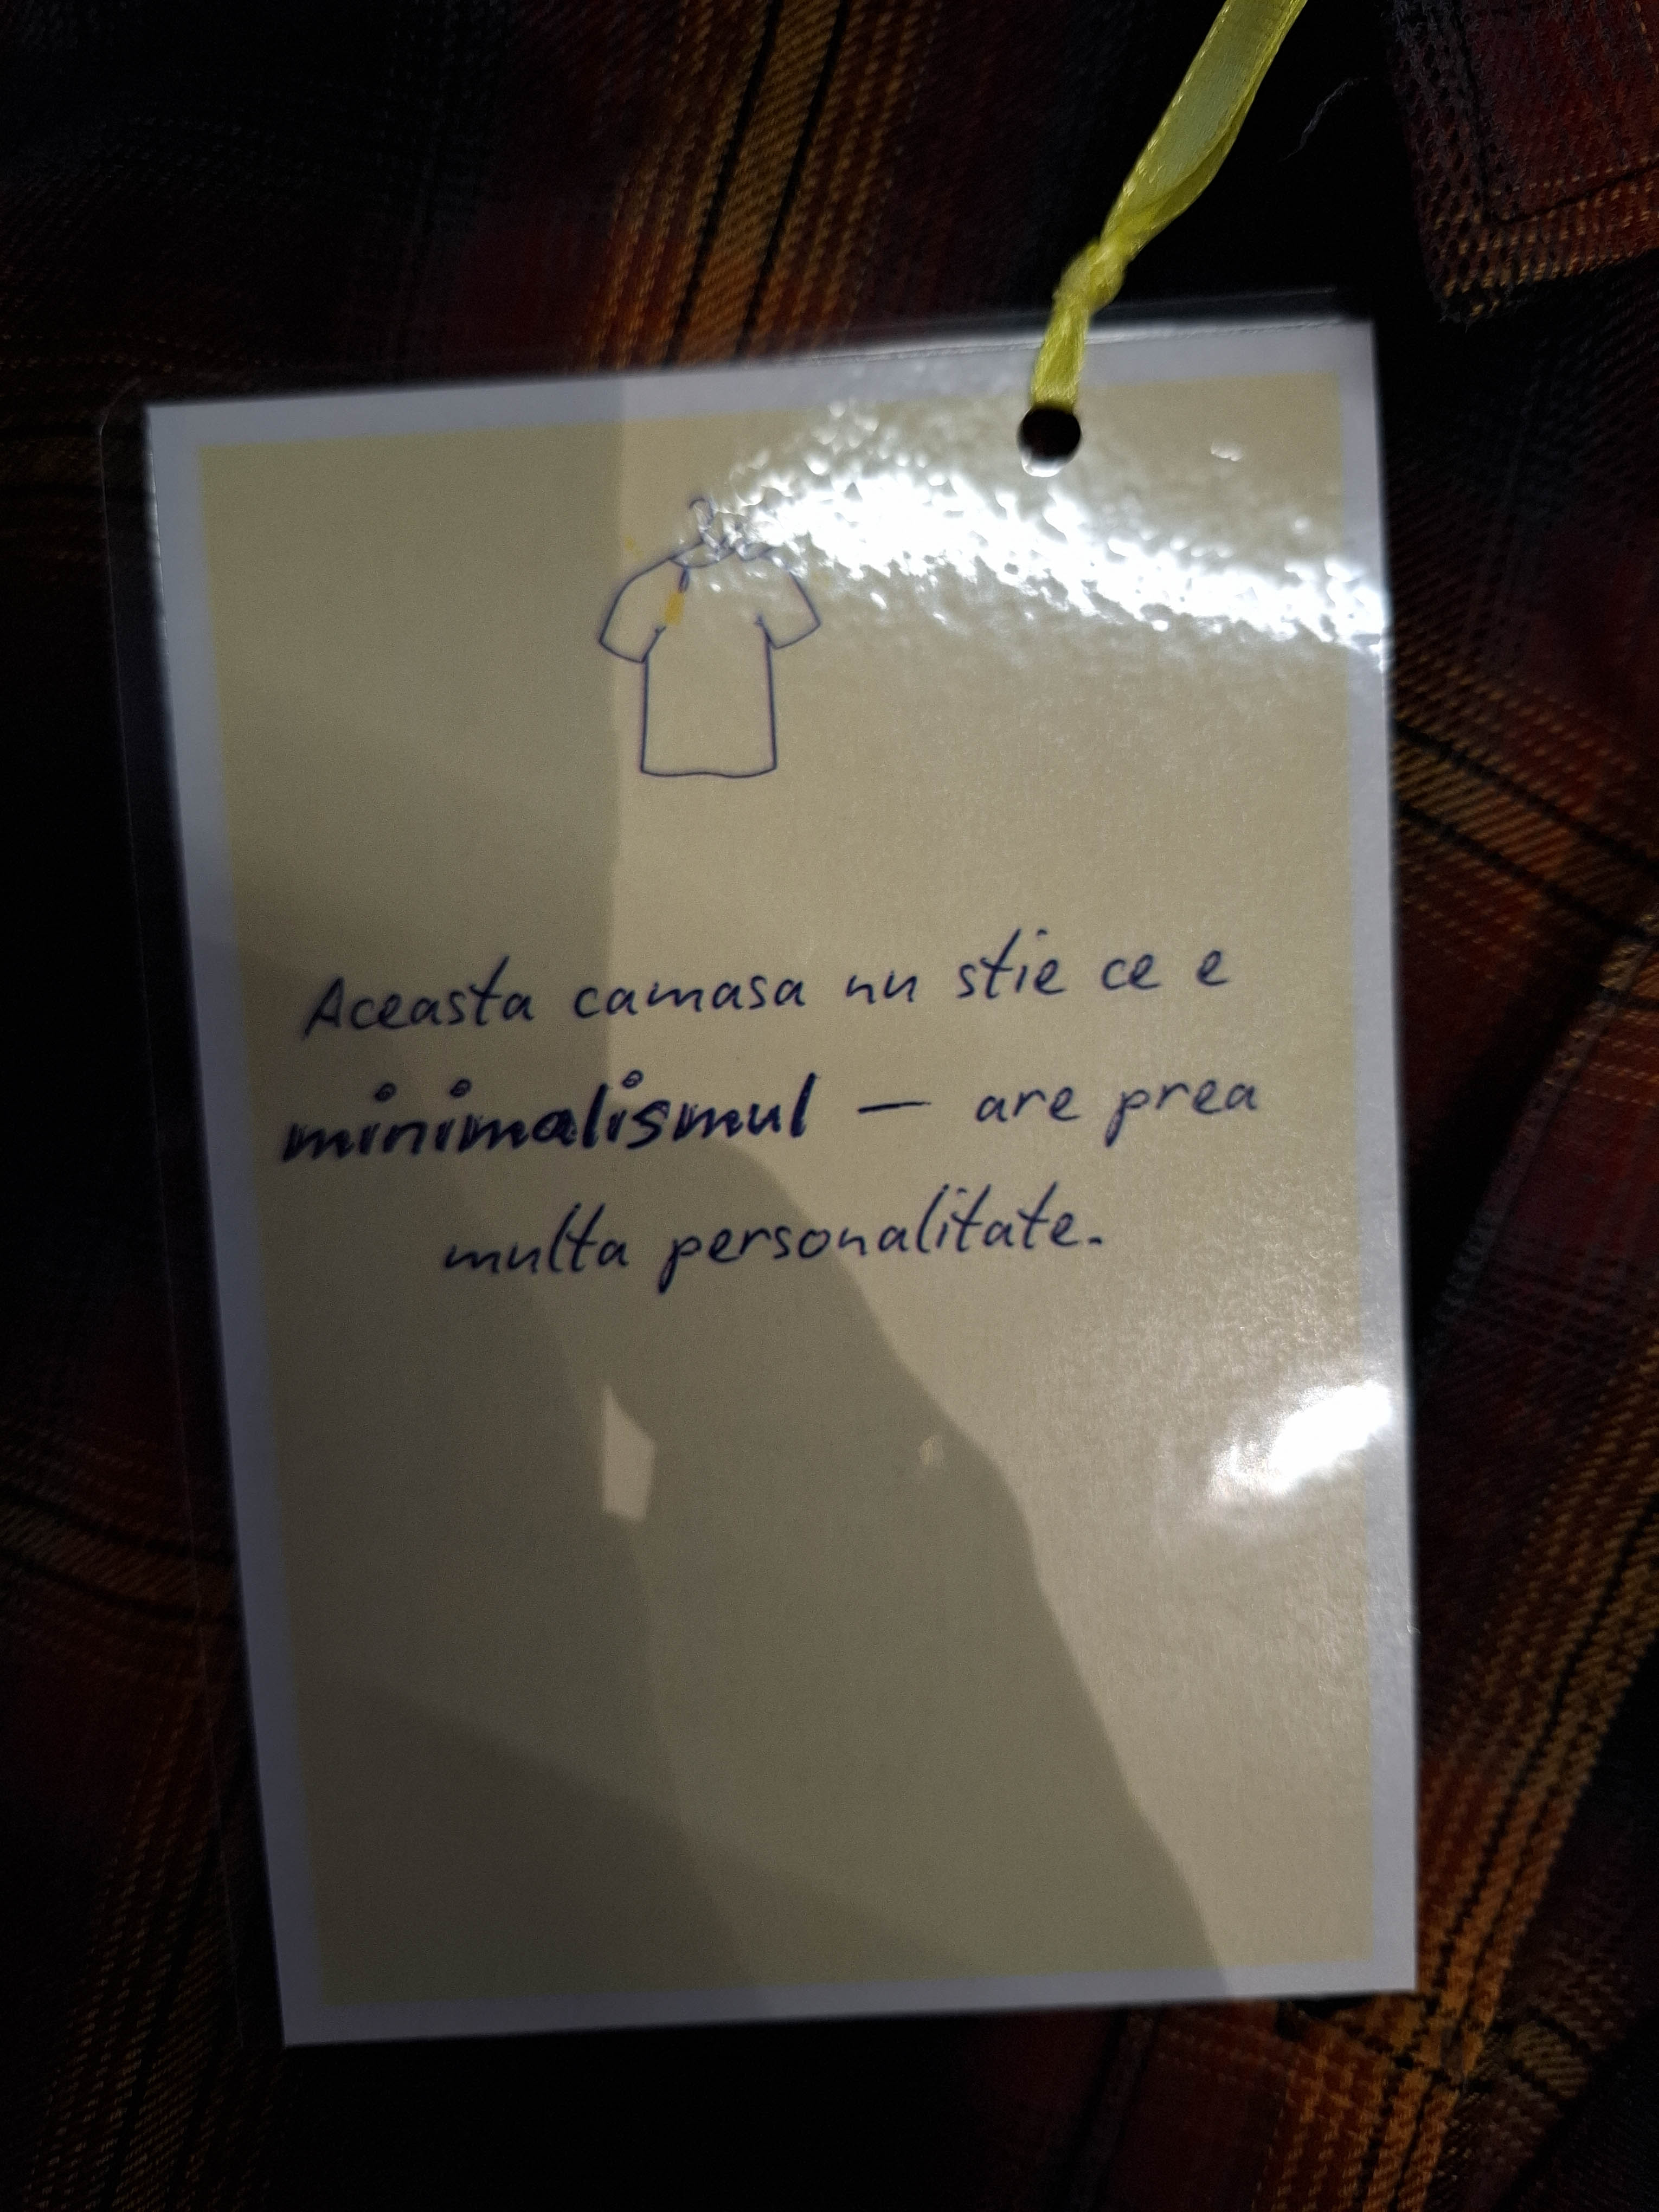 Aceasta camasa nu stie ce e
minimalismul — are prea
multa personalitate.